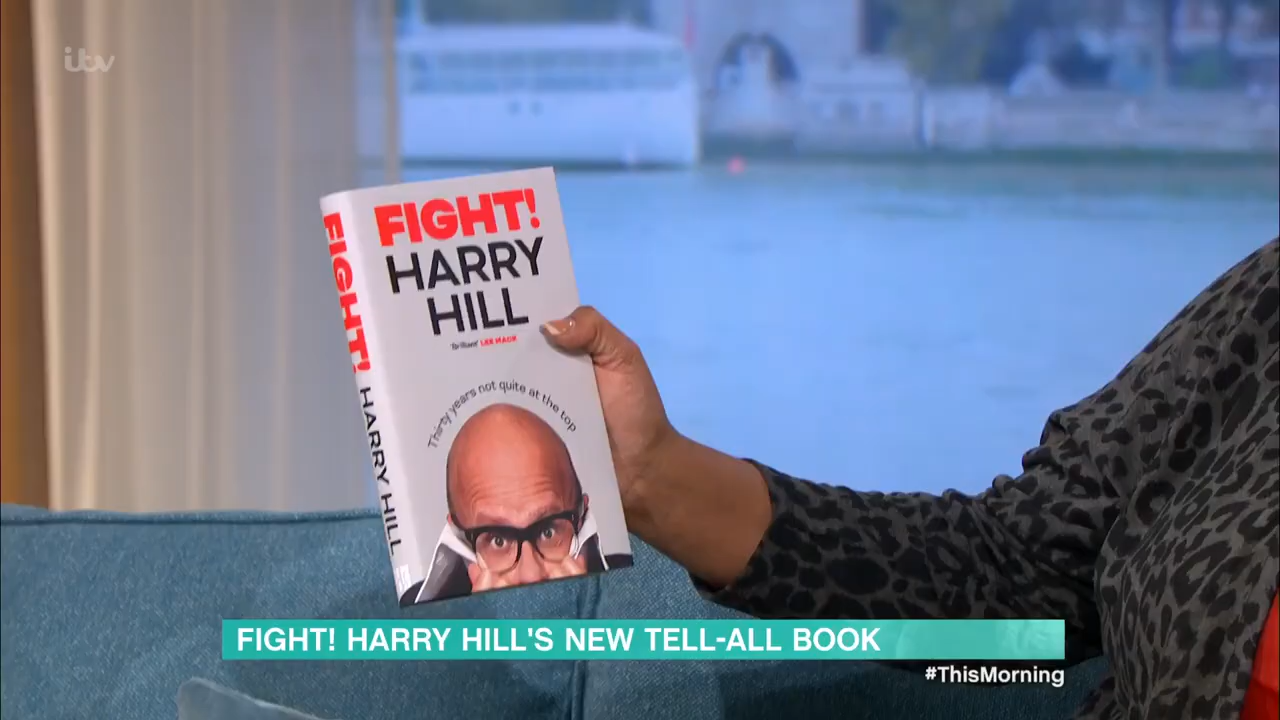 itv
FIGHT!
HARRY
HILL
'Brilliant' LEE MACK
Thirty years not quite at the top
FIGHT! HARRY HILL
FIGHT! HARRY HILL'S NEW TELL-ALL BOOK
#ThisMorning